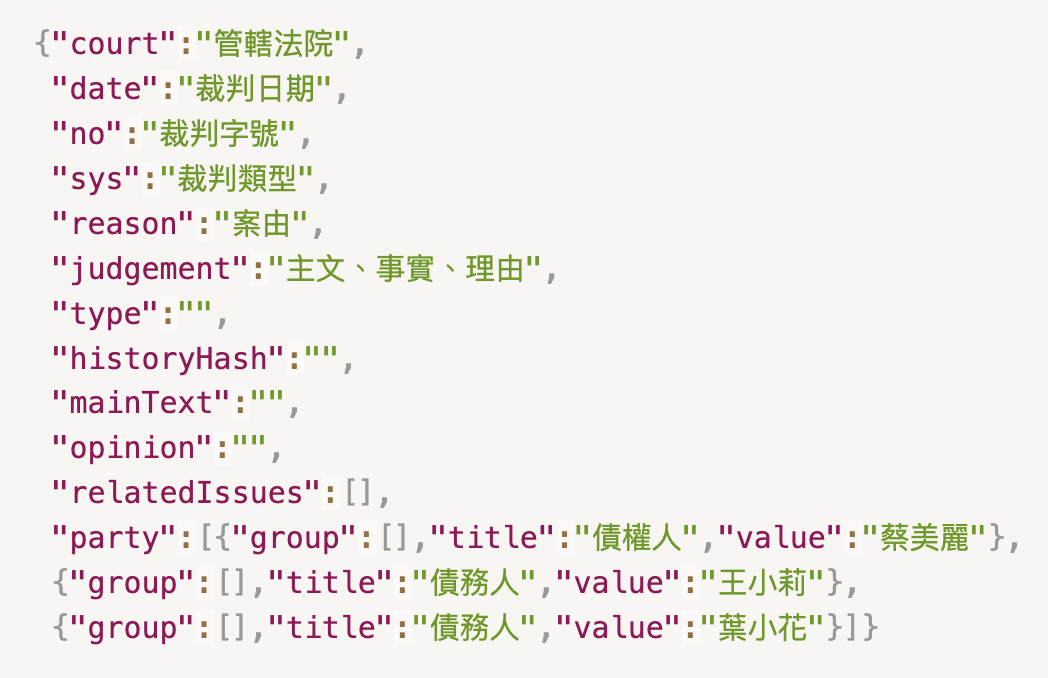 {"court":"管轄法院",
"date":"裁判日期",
"no":"裁判字號",
"sys":"裁判類型",
"reason":"案由",
"judgement":"主文、事實、理由",
"type":"",
"historyHash":"",
"mainText":"",
"opinion":"",
"relatedIssues":[],
"party":[{"group":[],"title":"債權人","value":"蔡美麗"},
{"group":[],"title":"債務人","value":"王小莉"},
{"group":[],"title":"債務人","value":"葉小花"}]}